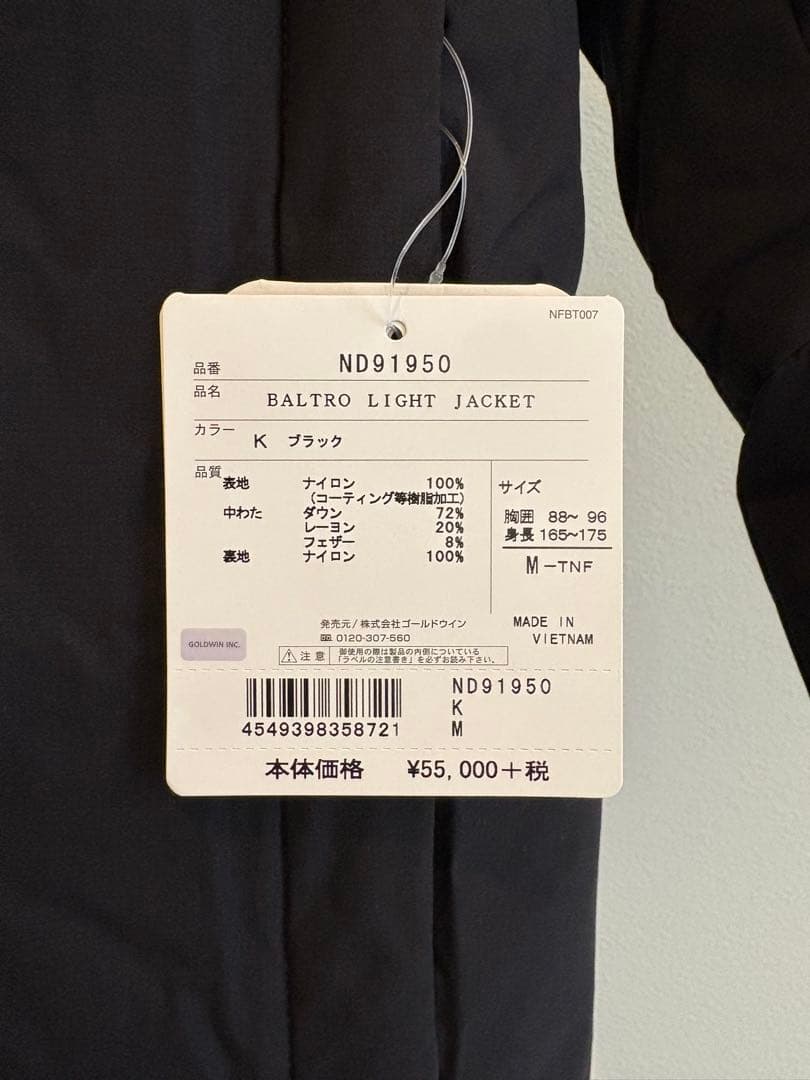 NFBT007
品番 ND91950
品名 BALTRO LIGHT JACKET
カラー K ブラック
品質
表地 ナイロン 100%
(コーティング等樹脂加工)
中わた ダウン 72%
レーヨン 20%
フェザー 8%
裏地 ナイロン 100%
サイズ
胸囲 88~ 96
身長 165~175
M-TNF
発売元/株式会社ゴールドウイン
0120-307-560
MADE IN
VIETNAM
GOLDWIN INC.
注意
御使用の際は製品の内側についている
「ラベルの注意書き」を必ずお読み下さい。
4549398358721
ND91950
K
M
本体価格 ¥55,000+税